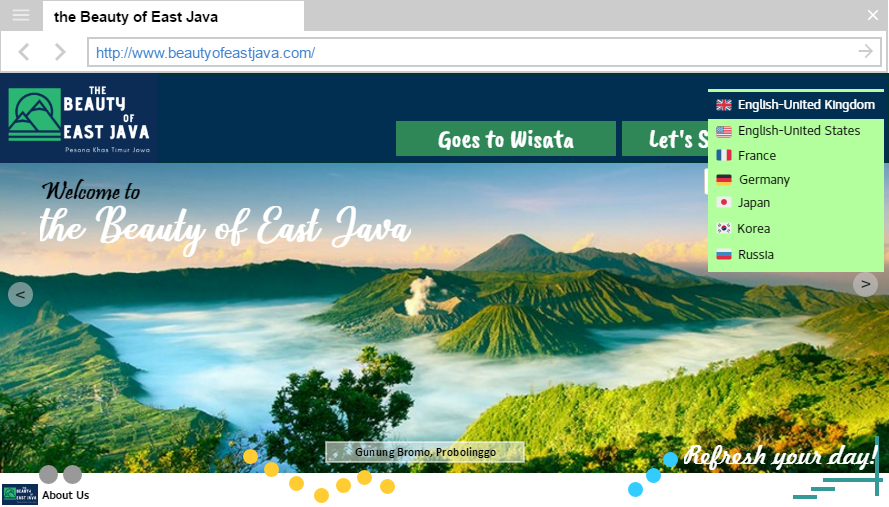 the Beauty of East Java
http://www.beautyofeastjava.com/
THE
BEAUTY
OF
EAST JAVA
Pesona Khas Timur Jawa
Goes to Wisata
Let's S
English-United Kingdom
English-United States
France
Germany
Japan
Korea
Russia
Welcome to
the Beauty of East Java
<
>
Gunung Bromo, Probolinggo
Refresh your day!
THE
BEAUTY
OF
EAST JAVA
About Us